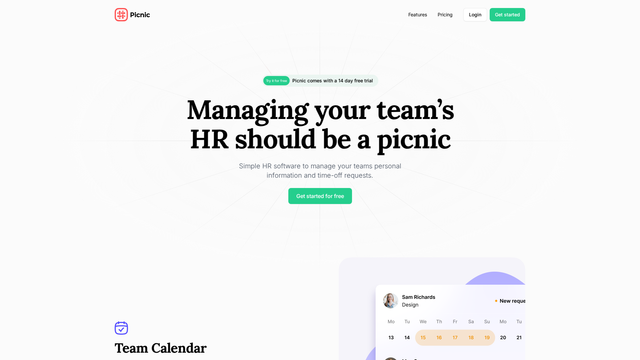 Picnic
Features Pricing Login Get started
Try it for free Picnic comes with a 14 day free trial
Managing your team's
HR should be a picnic
Simple HR software to manage your teams personal
information and time-off requests.
Get started for free
Sam Richards
Design
New reque
Mo Tu We Th Fr Sa Su Mo Tu
13 14 15 16 17 18 19 20 21
Team Calendar